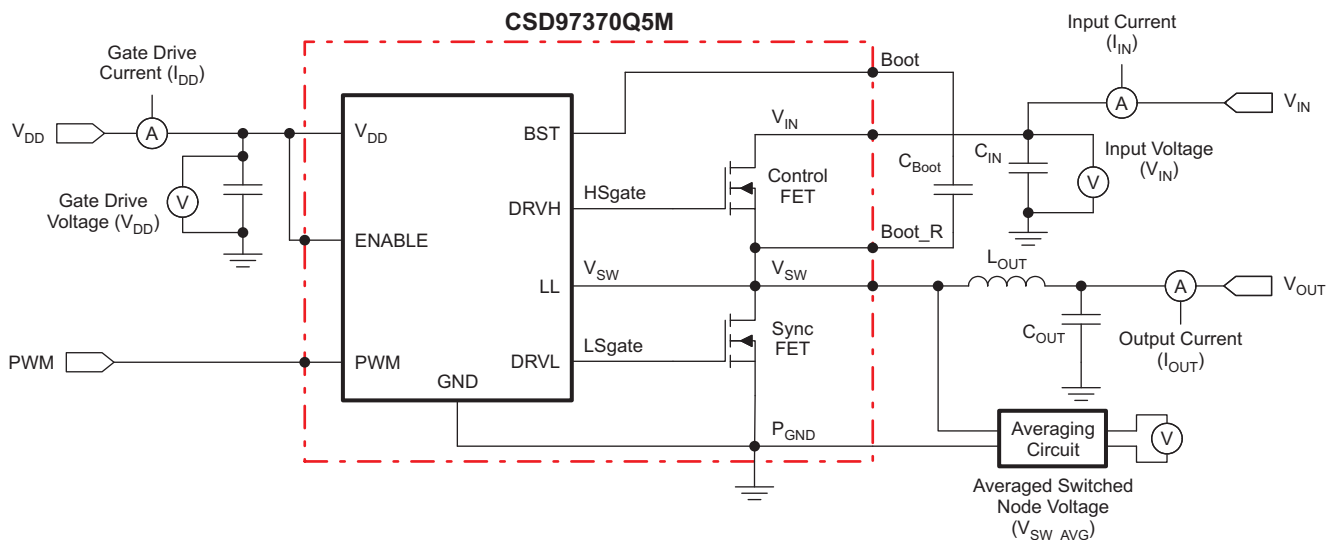 CSD97370Q5M
Gate Drive
Current (I_DD)
A
V_DD
V
Gate Drive
Voltage (V_DD)
PWM
V_DD
ENABLE
PWM
GND
BST
DRVH
LL
DRVL
HSgate
V_SW
LSgate
V_IN
Control
FET
V_SW
Sync
FET
P_GND
Boot
C_Boot
Boot_R
Input Current
(I_IN)
A
V_IN
C_IN
V
Input Voltage
(V_IN)
L_OUT
A
V_OUT
C_OUT
Output Current
(I_OUT)
Averaging
Circuit
V
Averaged Switched
Node Voltage
(V_SW_AVG)